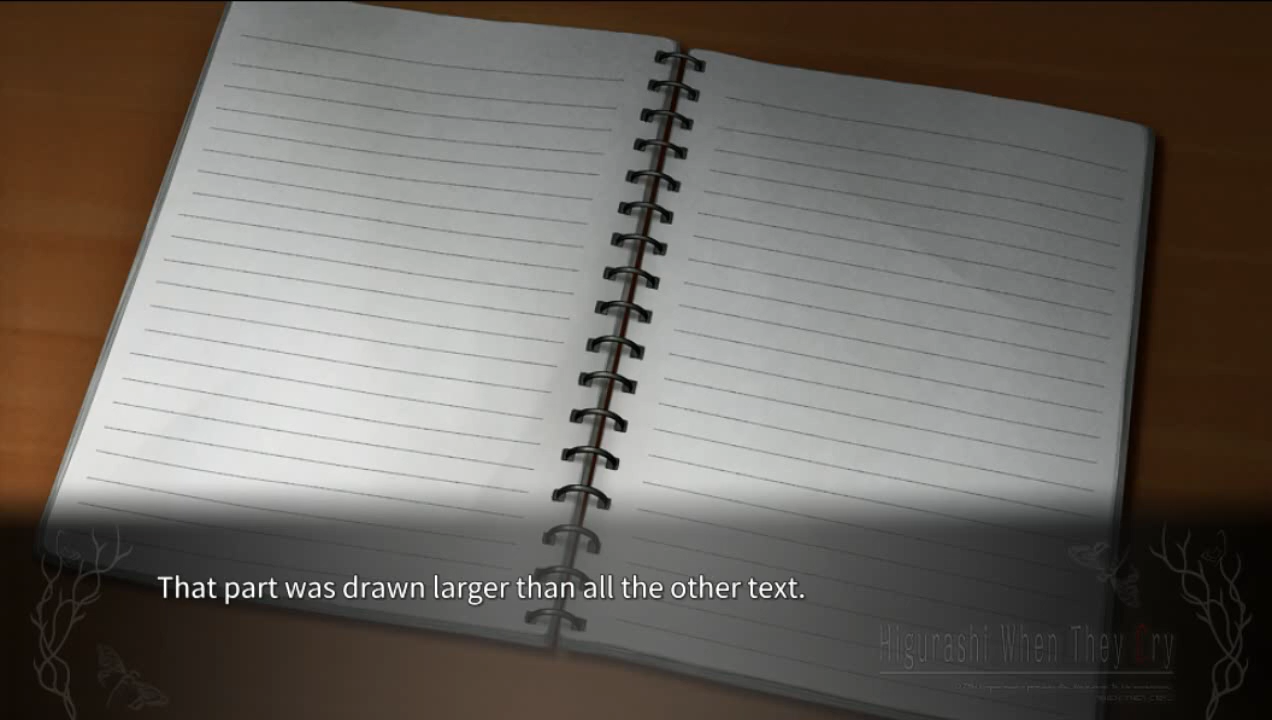 That part was drawn larger than all the other text.
Higurashi When They Cry